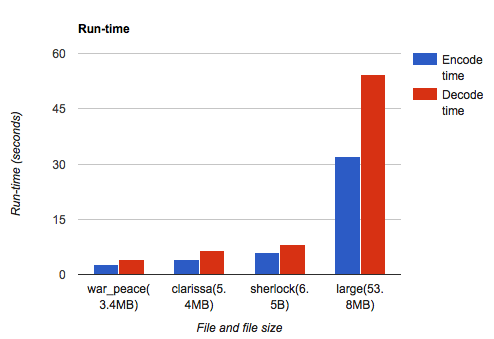 Run-time
60
45
30
15
0
Run-time (seconds)
Encode
time
Decode
time
war_peace(
3.4MB)
clarissa(5.
4MB)
sherlock(6.
5B)
large(53.
8MB)
File and file size